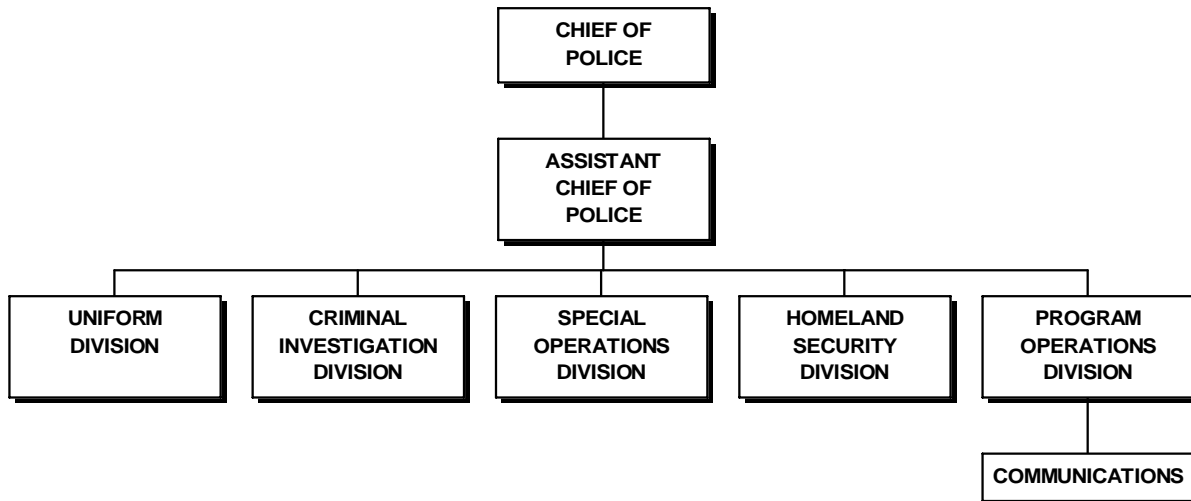 CHIEF OF
POLICE
ASSISTANT
CHIEF OF
POLICE
UNIFORM
DIVISION
CRIMINAL
INVESTIGATION
DIVISION
SPECIAL
OPERATIONS
DIVISION
HOMELAND
SECURITY
DIVISION
PROGRAM
OPERATIONS
DIVISION
COMMUNICATIONS